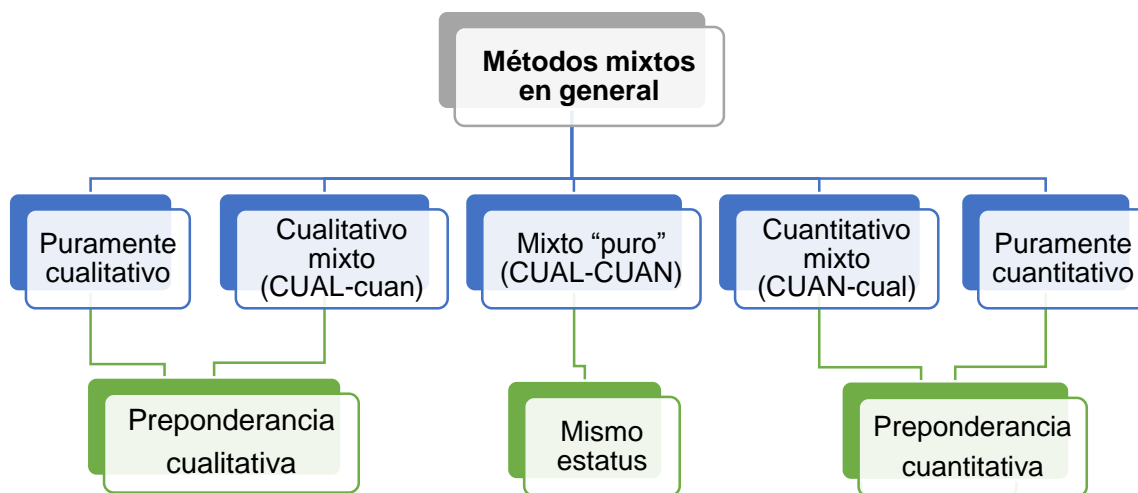 Métodos mixtos
en general
Puramente
cualitativo
Cualitativo
mixto
(CUAL-cuan)
Mixto “puro”
(CUAL-CUAN)
Cuantitativo
mixto
(CUAN-cual)
Puramente
cuantitativo
Preponderancia
cualitativa
Mismo
estatus
Preponderancia
cuantitativa